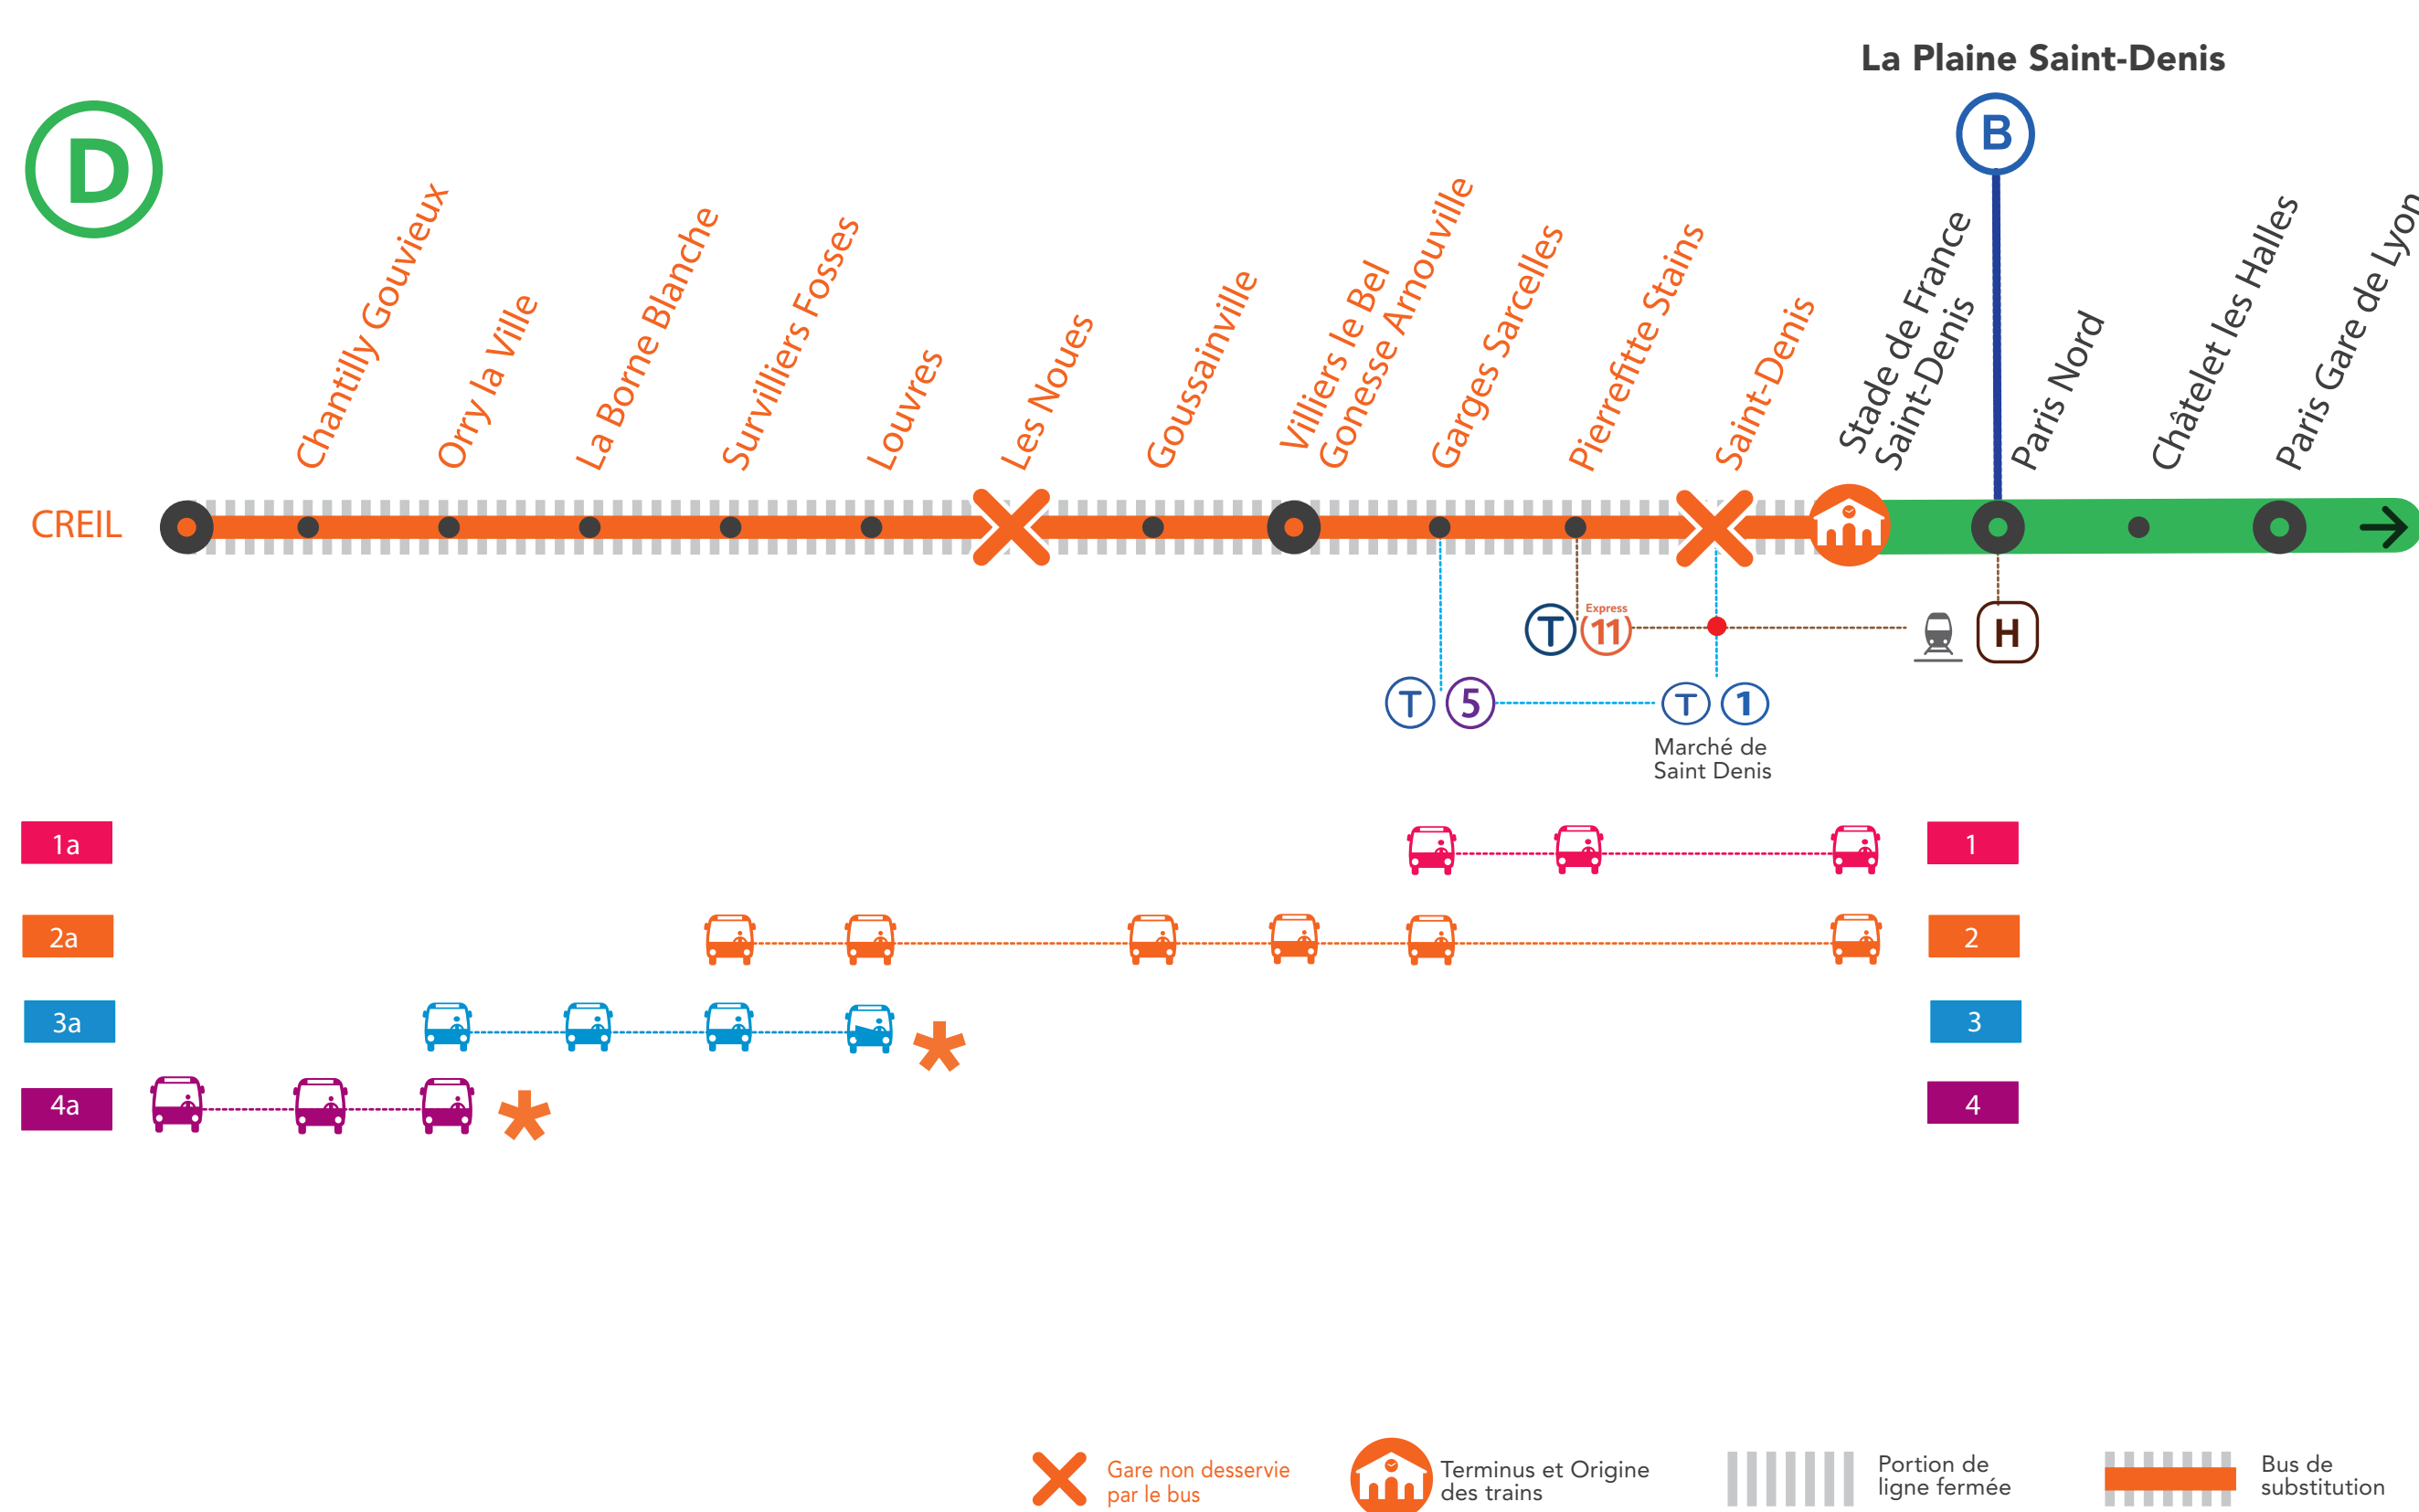 La Plaine Saint-Denis
D
B
Chantilly Gouvieux
Orry la Ville
La Borne Blanche
Survilliers Fosses
Louvres
Les Noues
Goussainville
Villiers le Bel
Gonesse Arnouville
Garges Sarcelles
Pierrefitte Stains
Saint-Denis
Stade de France
Saint-Denis
Paris Nord
Châtelet les Halles
Paris Gare de Lyon
CREIL
Express
T 11
H
T 5
T 1
Marché de
Saint Denis
1a 1
2a 2
3a 3
*
4a 4
*
Gare non desservie
par le bus
Terminus et Origine
des trains
Portion de
ligne fermée
Bus de
substitution